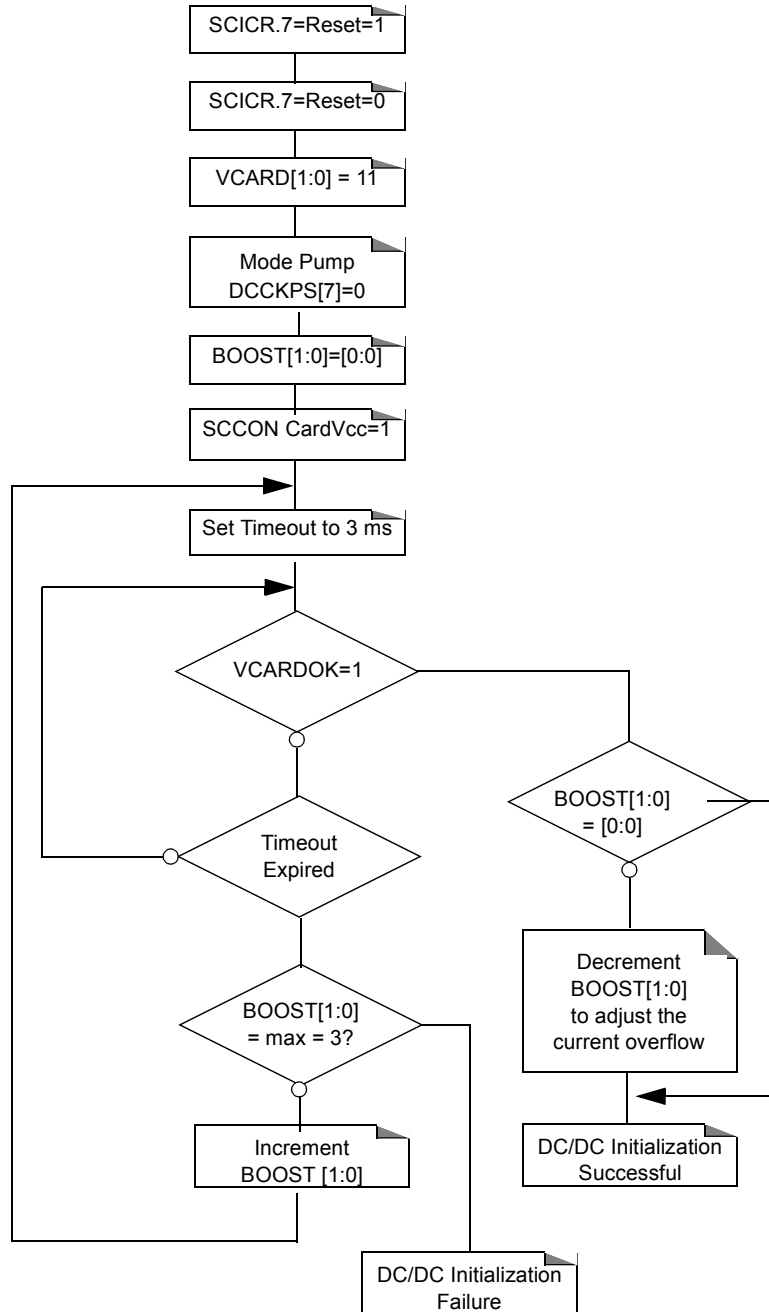 SCICR.7=Reset=1
SCICR.7=Reset=0
VCARD[1:0] = 11
Mode Pump
DCCKPS[7]=0
BOOST[1:0]=[0:0]
SCCON CardVcc=1
Set Timeout to 3 ms
VCARDOK=1
BOOST[1:0]
= [0:0]
Timeout
Expired
Decrement
BOOST[1:0]
to adjust the
current overflow
BOOST[1:0]
= max = 3?
Increment
BOOST [1:0]
DC/DC Initialization
Successful
DC/DC Initialization
Failure